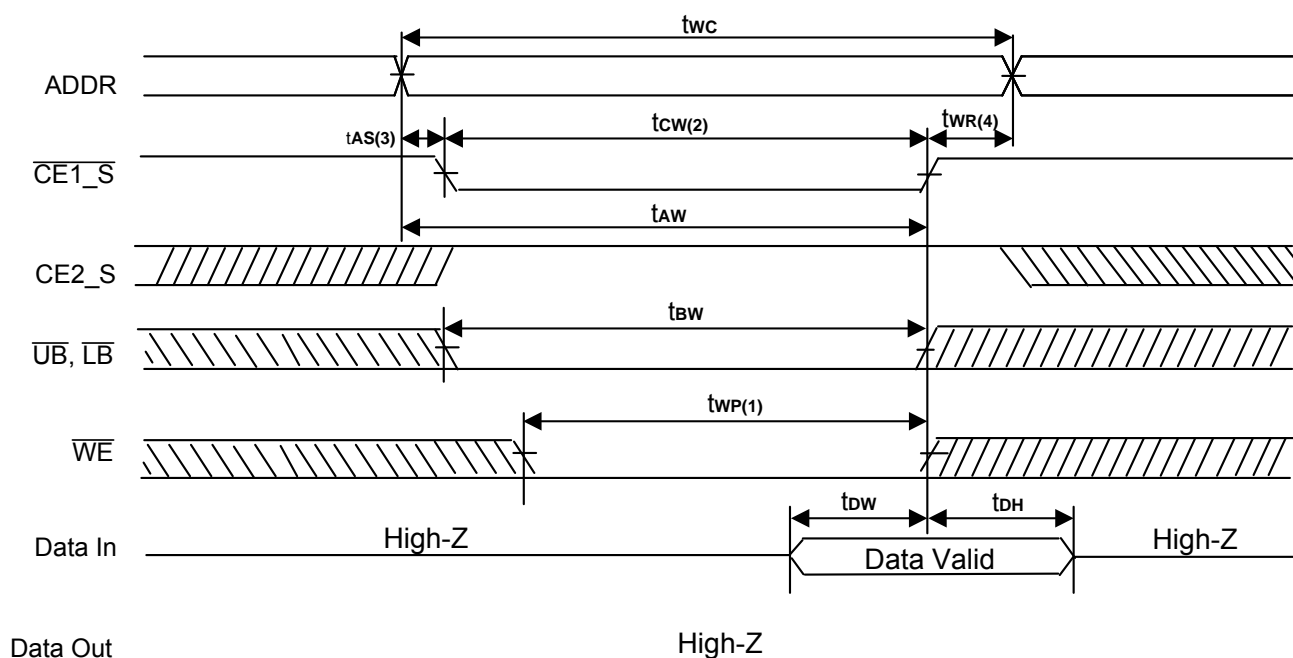 tWC
ADDR
tAS(3)
tCW(2)
tWR(4)
CE1_S
tAW
CE2_S
tBW
UB, LB
tWP(1)
WE
tDW
tDH
Data In
High-Z
Data Valid
High-Z
Data Out
High-Z